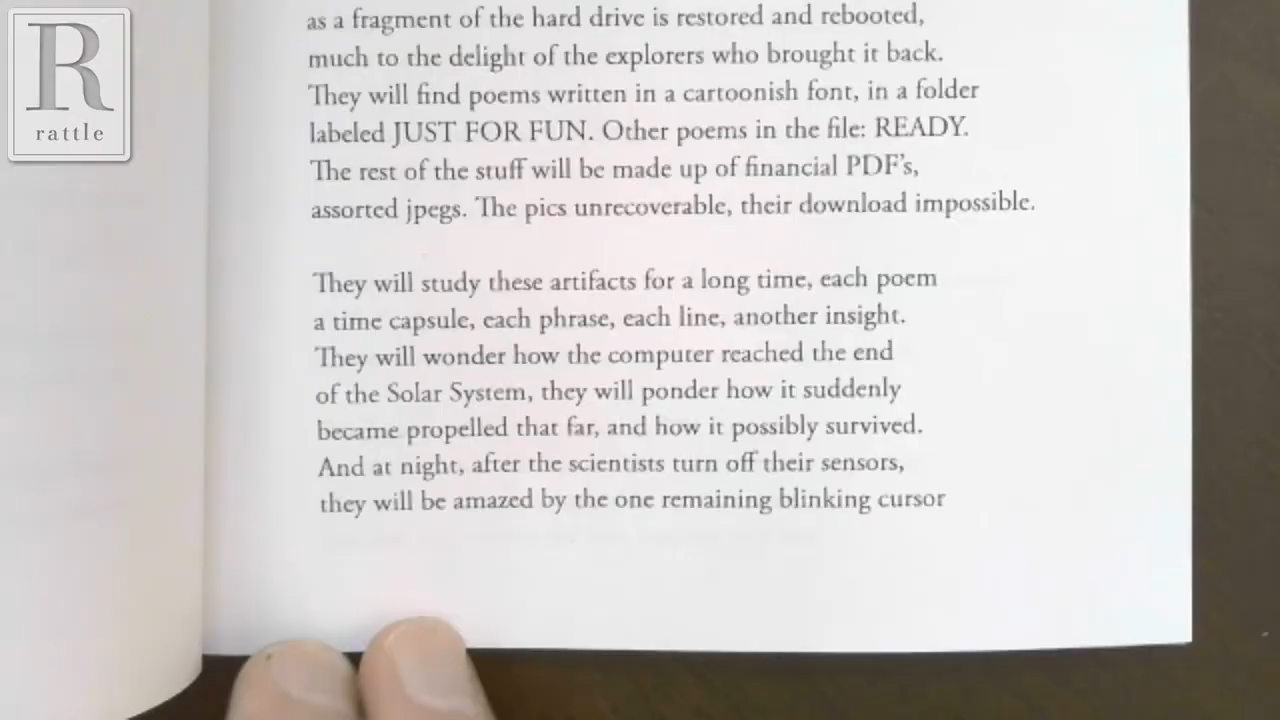 R
rattle
as a fragment of the hard drive is restored and rebooted,
much to the delight of the explorers who brought it back.
They will find poems written in a cartoonish font, in a folder
labeled JUST FOR FUN. Other poems in the file: READY.
The rest of the stuff will be made up of financial PDF's,
assorted jpegs. The pics unrecoverable, their download impossible.
They will study these artifacts for a long time, each poem
a time capsule, each phrase, each line, another insight.
They will wonder how the computer reached the end
of the Solar System, they will ponder how it suddenly
became propelled that far, and how it possibly survived.
And at night, after the scientists turn off their sensors,
they will be amazed by the one remaining blinking cursor